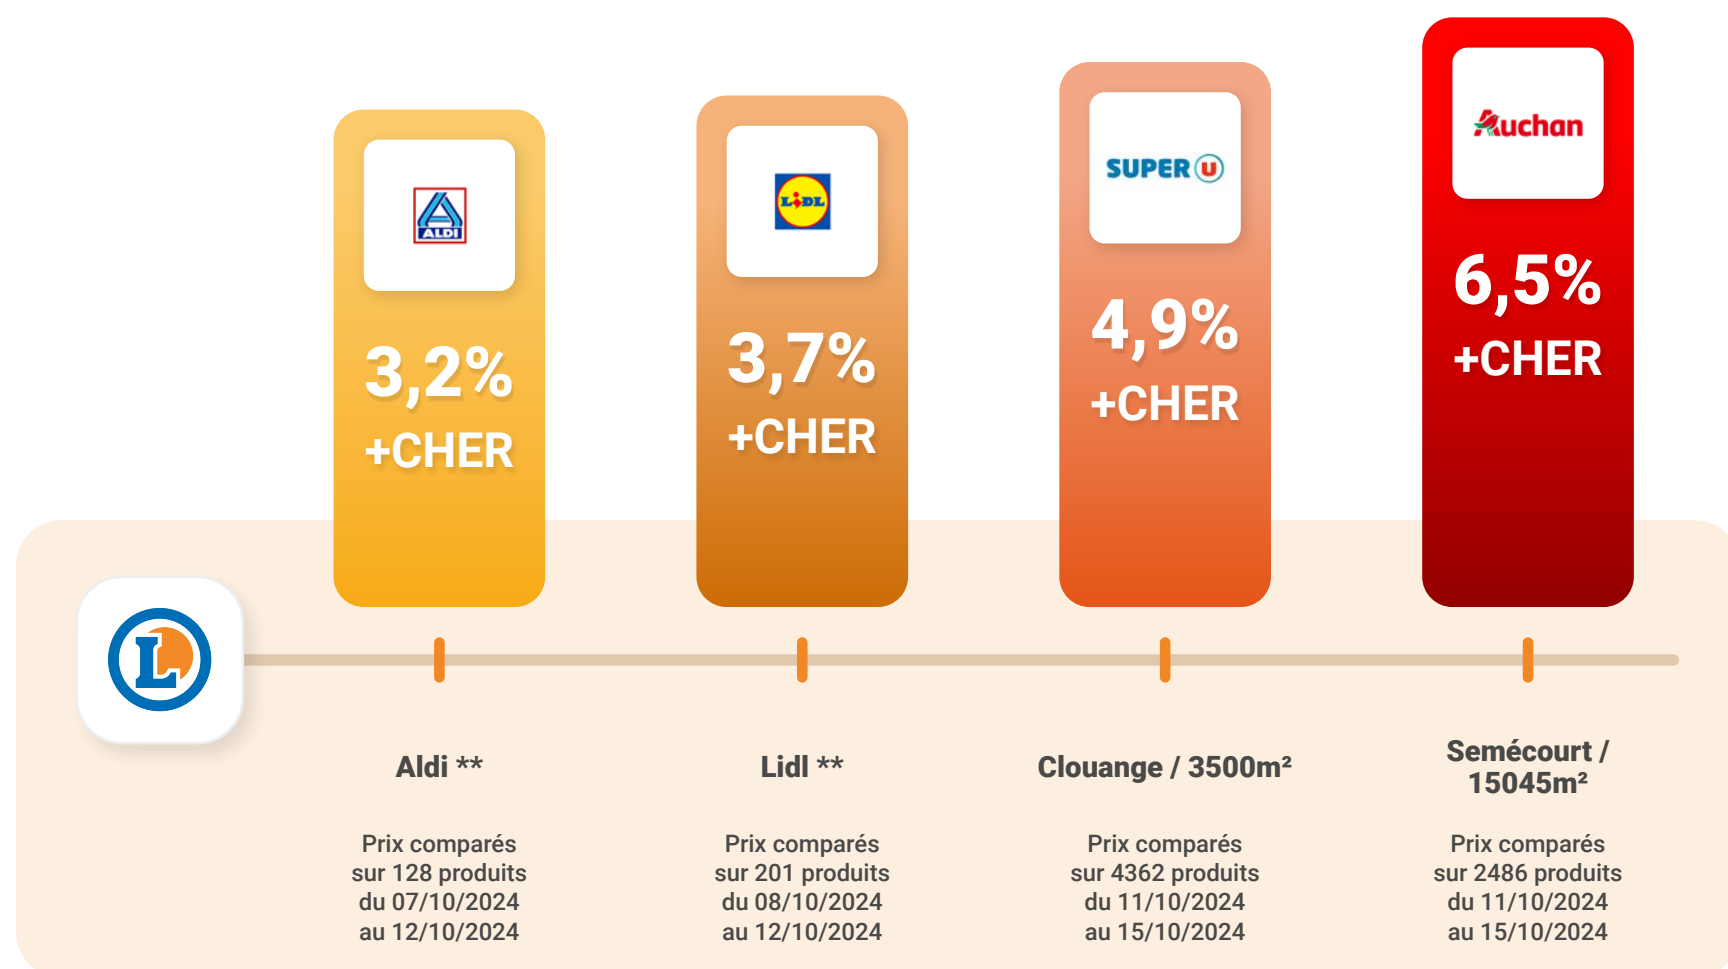 ALDI
3,2%
+CHER
LIDL
3,7%
+CHER
SUPER U
4,9%
+CHER
Auchan
6,5%
+CHER
L
Aldi **
Prix comparés
sur 128 produits
du 07/10/2024
au 12/10/2024
Lidl **
Prix comparés
sur 201 produits
du 08/10/2024
au 12/10/2024
Clouange / 3500m²
Prix comparés
sur 4362 produits
du 11/10/2024
au 15/10/2024
Semécourt /
15045m²
Prix comparés
sur 2486 produits
du 11/10/2024
au 15/10/2024